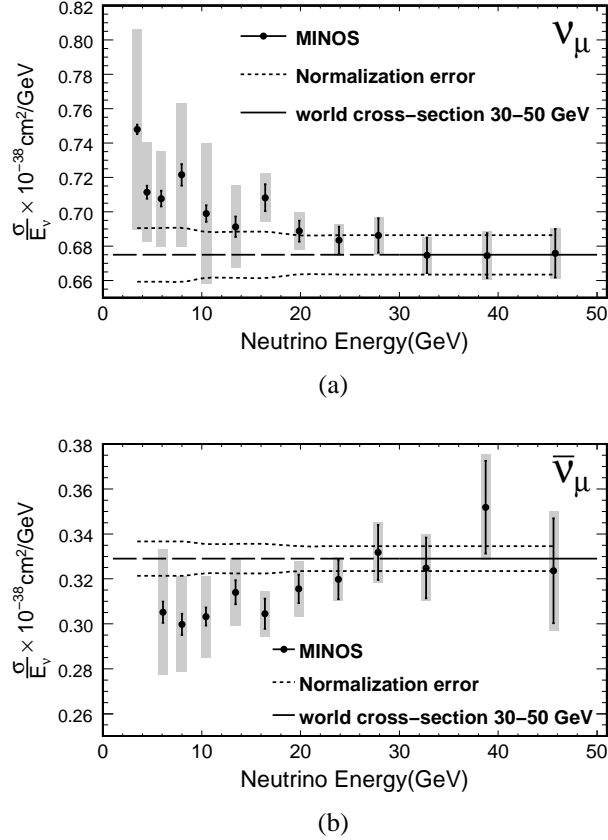 0.82
0.80
0.78
0.76
0.74
0.72
0.70
0.68
0.66
σ/Eν × 10−38 cm2/GeV
νμ
MINOS
Normalization error
world cross−section 30−50 GeV
0 10 20 30 40 50
Neutrino Energy(GeV)
(a)
0.38
0.36
0.34
0.32
0.30
0.28
0.26
σ/Eν × 10−38 cm2/GeV
ν̅μ
MINOS
Normalization error
world cross−section 30−50 GeV
0 10 20 30 40 50
Neutrino Energy(GeV)
(b)